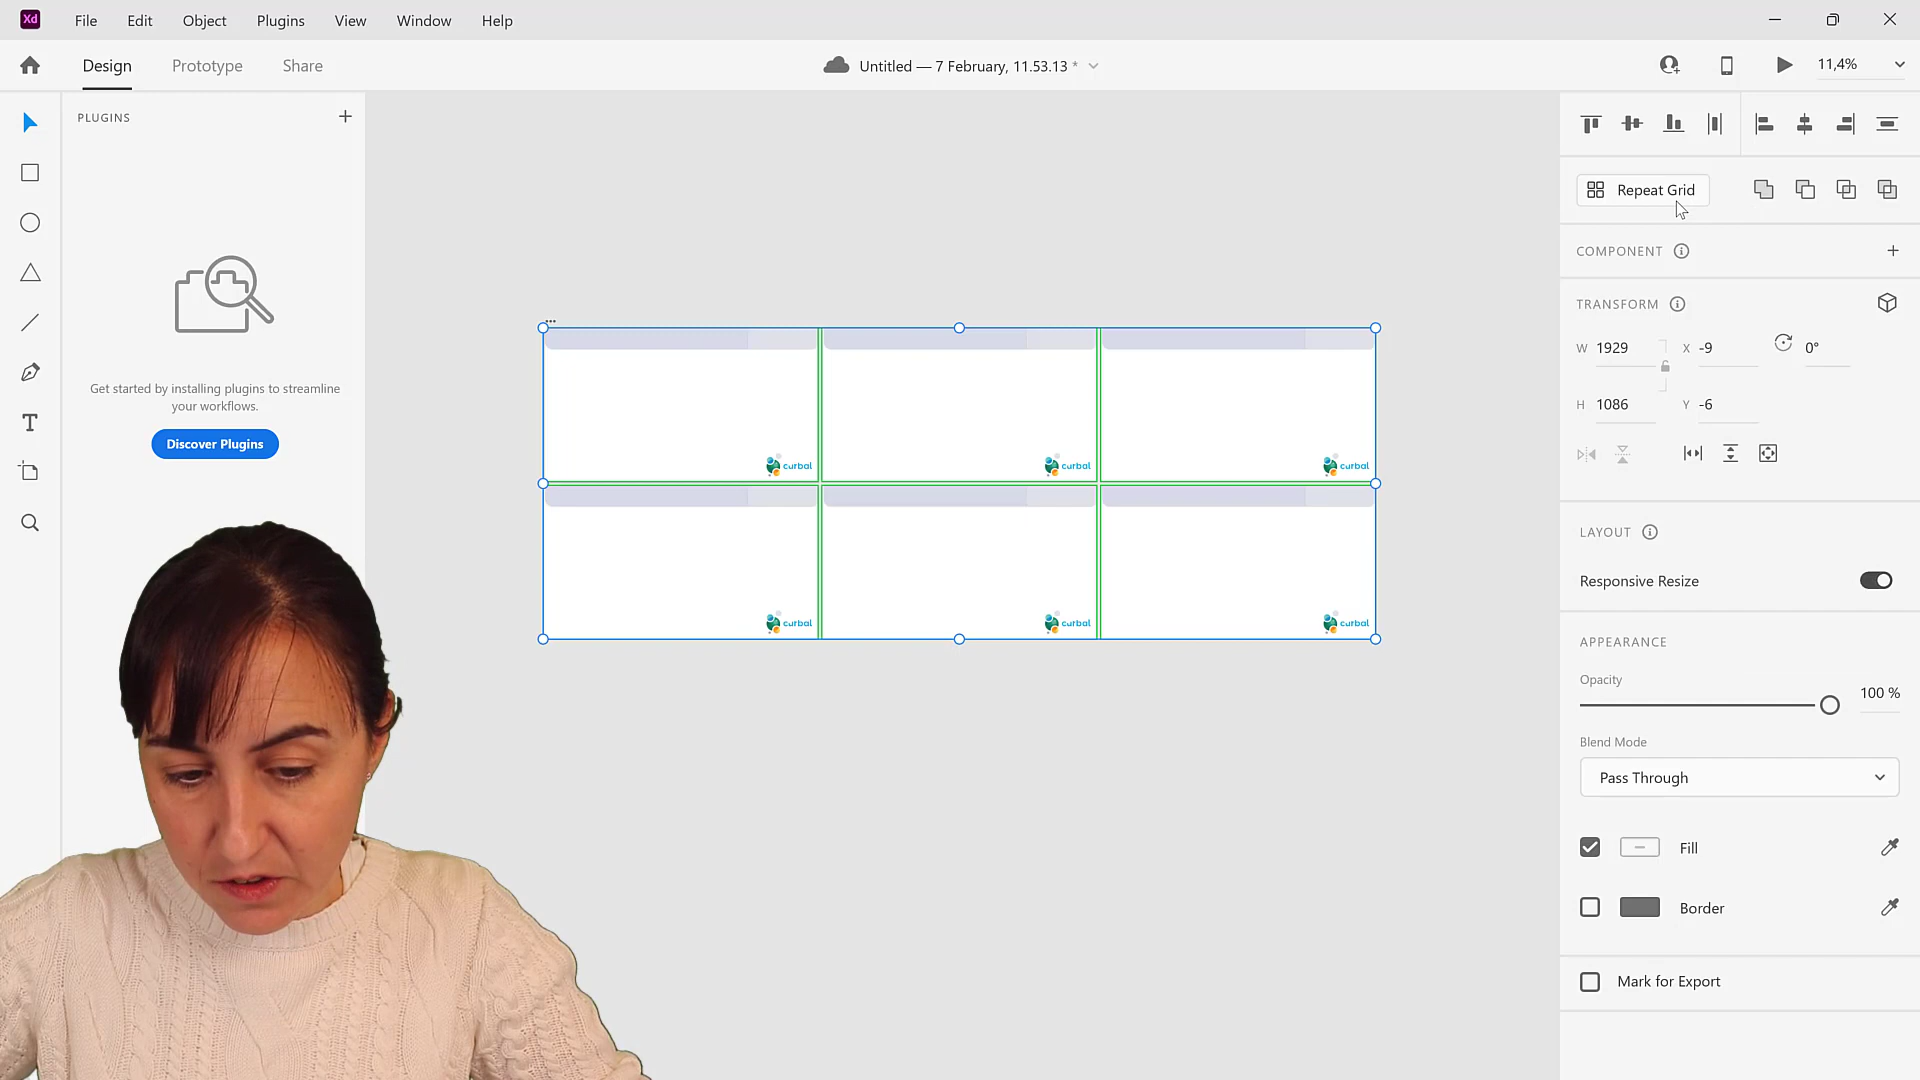 Xd
File Edit Object Plugins View Window Help
Design Prototype Share
Untitled — 7 February, 11.53.13 *
11,4%
PLUGINS
Get started by installing plugins to streamline
your workflows.
Discover Plugins
T
curbal curbal curbal
curbal curbal curbal
Repeat Grid
COMPONENT
TRANSFORM
W 1929 X -9 0°
H 1086 Y -6
LAYOUT
Responsive Resize
APPEARANCE
Opacity
100 %
Blend Mode
Pass Through
Fill
Border
Mark for Export